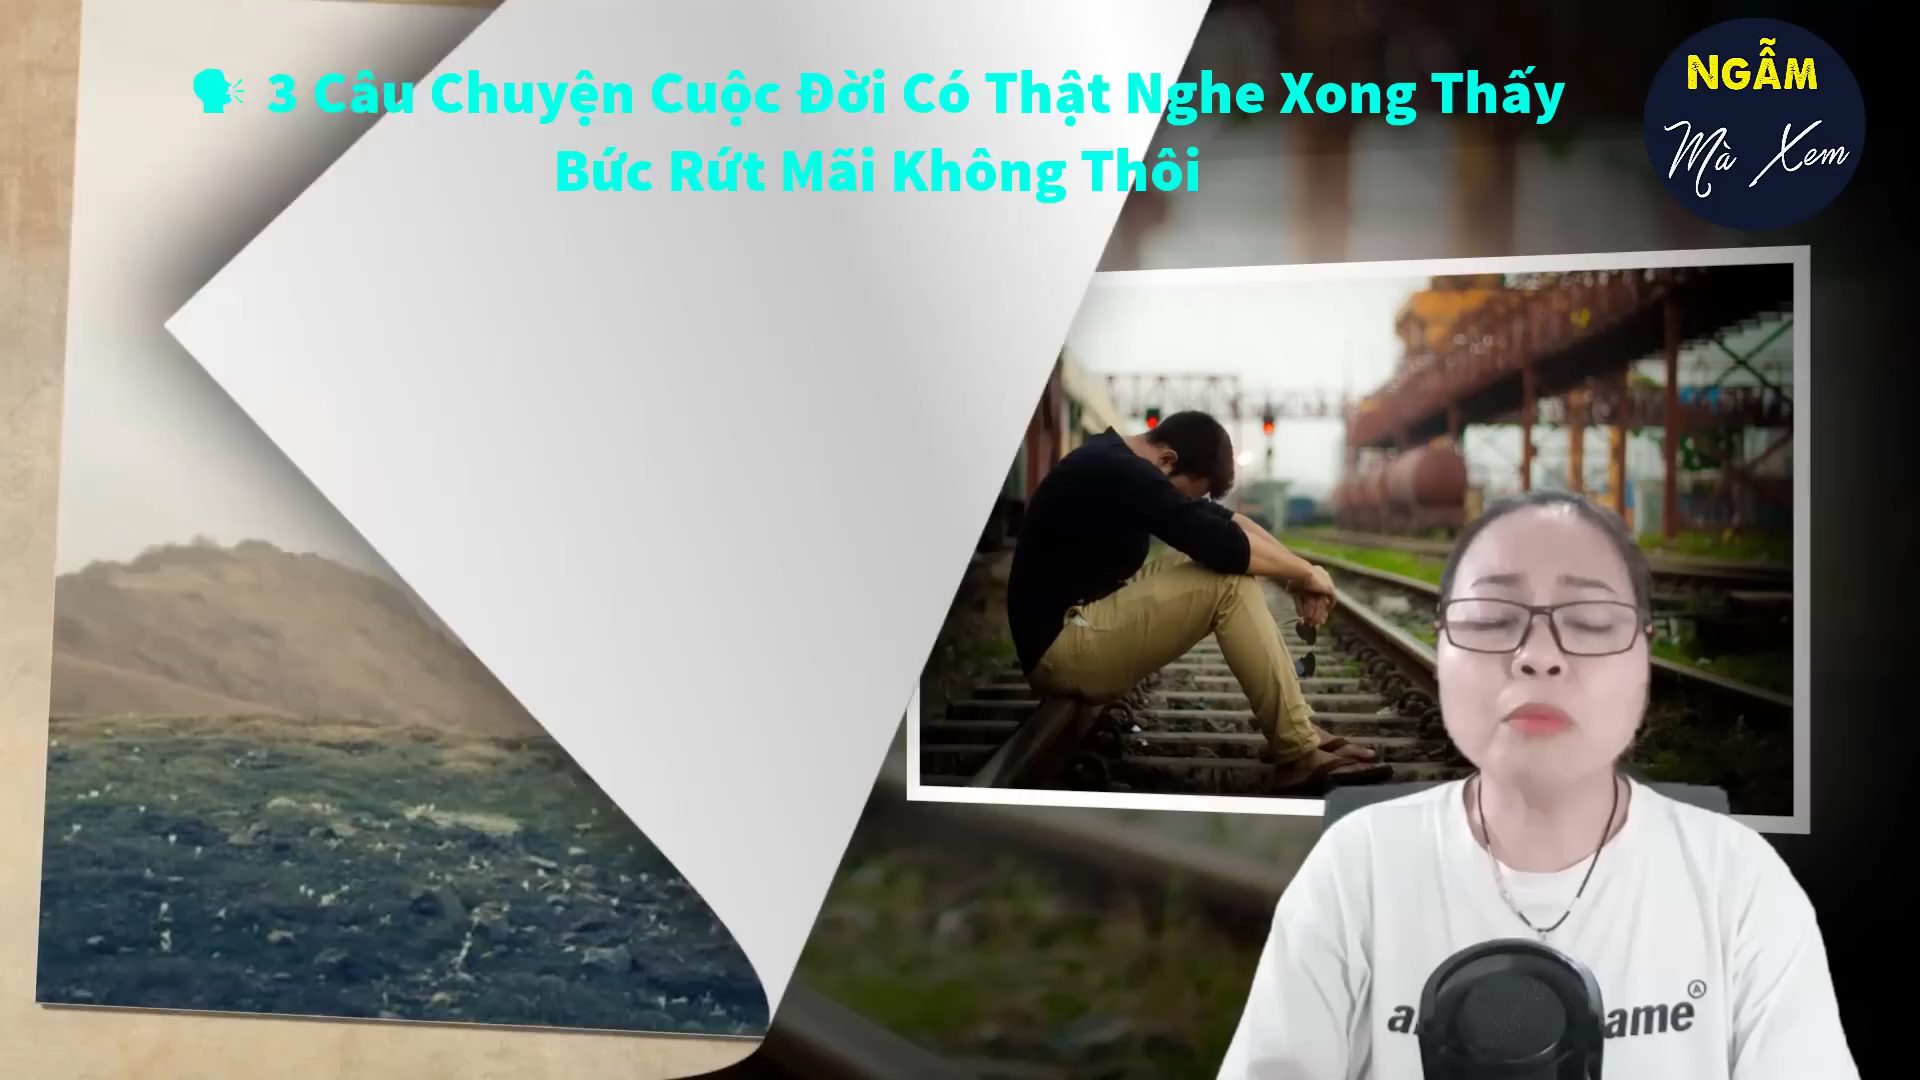 🗣 3 Câu Chuyện Cuộc Đời Có Thật Nghe Xong Thấy
Bức Rứt Mãi Không Thôi
NGẪM
Mà Xem